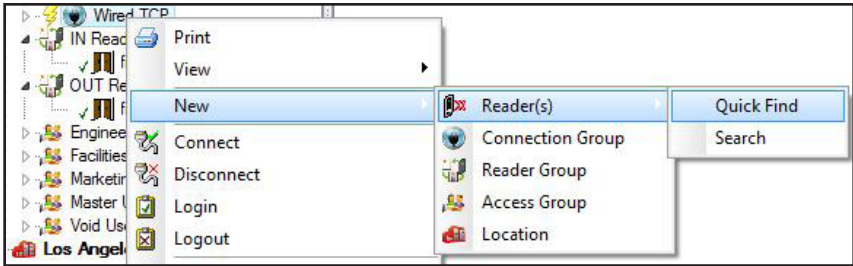 Wired TCP
IN Read
Print
View
OUT Re
New
Reader(s)
Quick Find
Enginee
Connect
Connection Group
Search
Facilities
Disconnect
Reader Group
Marketin
Master U
Login
Access Group
Void Use
Logout
Location
Los Angel